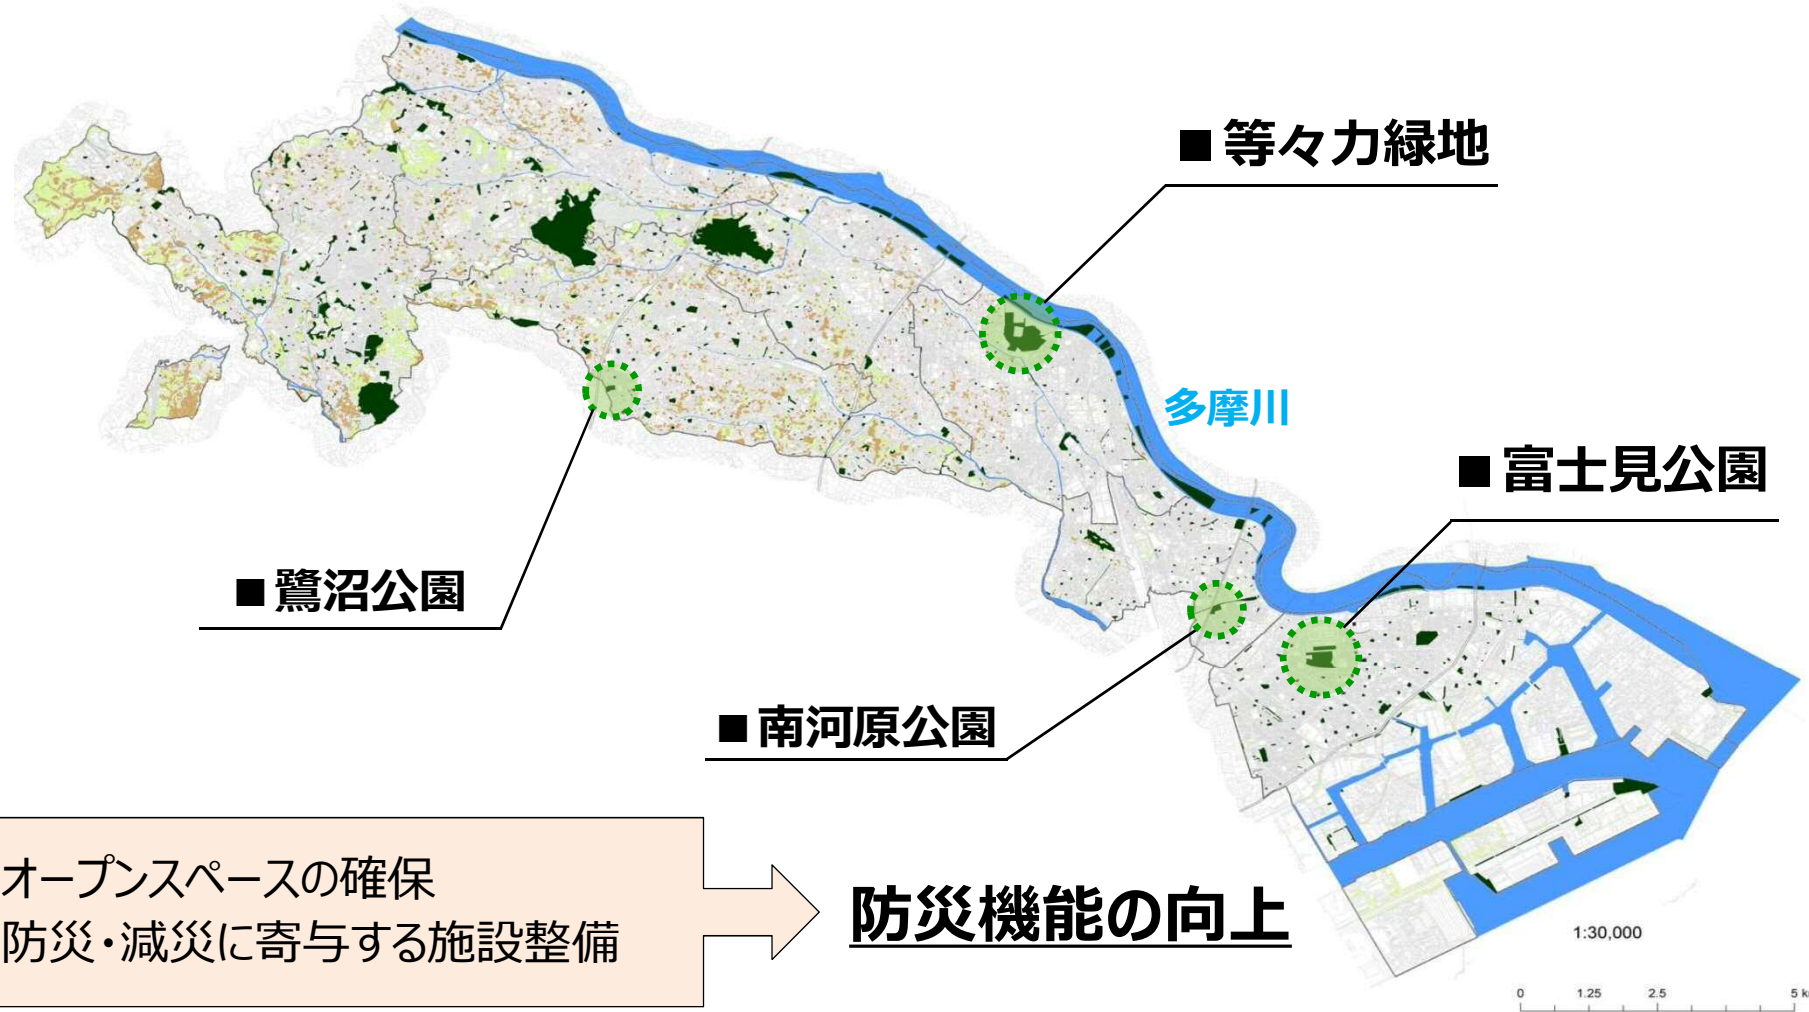 ■等々力緑地
多摩川
■富士見公園
■鷺沼公園
■南河原公園
オープンスペースの確保
防災・減災に寄与する施設整備
防災機能の向上
1:30,000
0 1.25 2.5 5 k